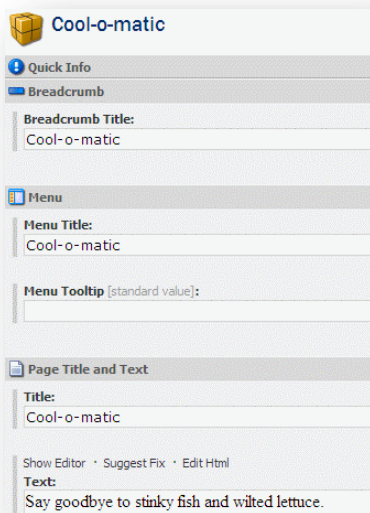 Cool-o-matic
Quick Info
Breadcrumb
Breadcrumb Title:
Cool-o-matic
Menu
Menu Title:
Cool-o-matic
Menu Tooltip [standard value]:
Page Title and Text
Title:
Cool-o-matic
Show Editor · Suggest Fix · Edit Html
Text:
Say goodbye to stinky fish and wilted lettuce.